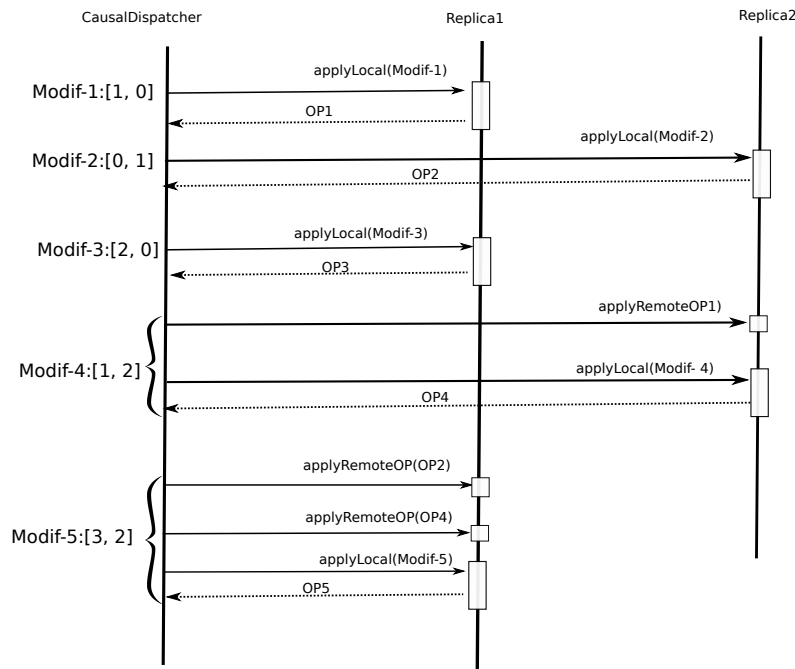 CausalDispatcher
Replica1
Replica2
applyLocal(Modif-1)
Modif-1:[1, 0]
OP1
applyLocal(Modif-2)
Modif-2:[0, 1]
OP2
applyLocal(Modif-3)
Modif-3:[2, 0]
OP3
applyRemoteOP1)
Modif-4:[1, 2]
applyLocal(Modif- 4)
OP4
applyRemoteOP(OP2)
applyRemoteOP(OP4)
Modif-5:[3, 2]
applyLocal(Modif-5)
OP5